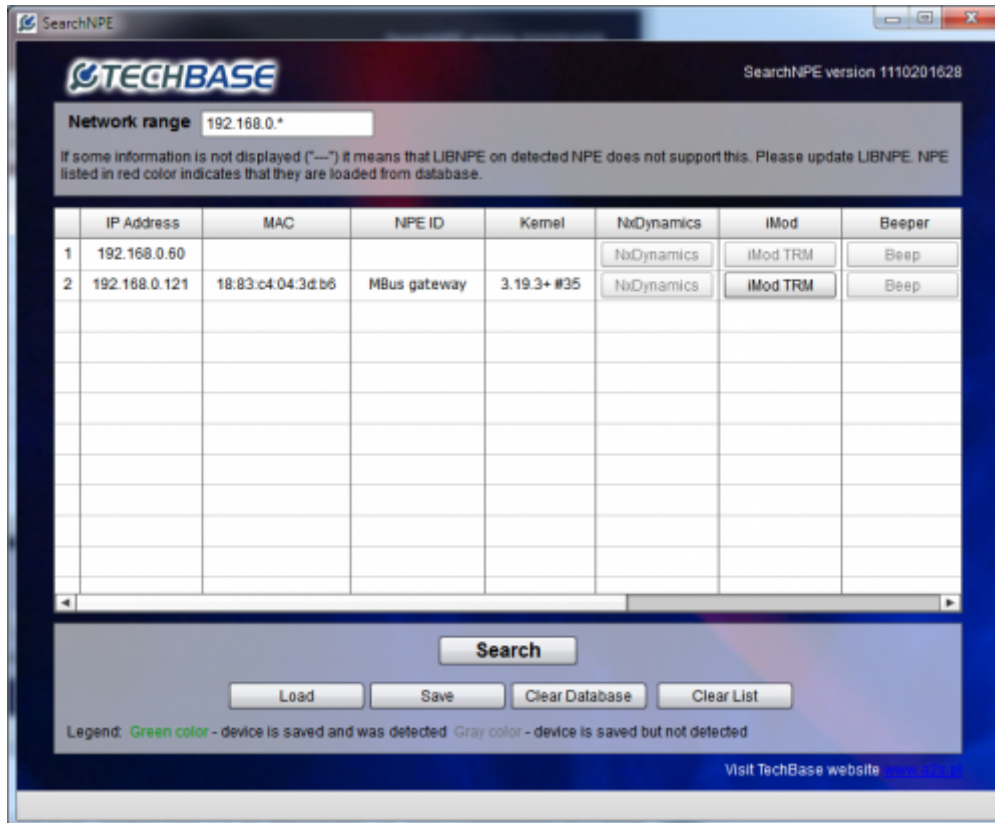 SearchNPE
TECHBASE
SearchNPE version 1110201628
Network range 192.168.0.*
If some information is not displayed ("---") it means that LIBNPE on detected NPE does not support this. Please update LIBNPE. NPE
listed in red color indicates that they are loaded from database.
IP Address MAC NPE ID Kernel NxDynamics iMod Beeper
1 192.168.0.60 NxDynamics iMod TRM Beep
2 192.168.0.121 18:83:c4:04:3d:b6 MBus gateway 3.19.3+ #35 NxDynamics iMod TRM Beep
Search
Load Save Clear Database Clear List
Legend: Green color - device is saved and was detected Gray color - device is saved but not detected
Visit TechBase website www.a2s.pl